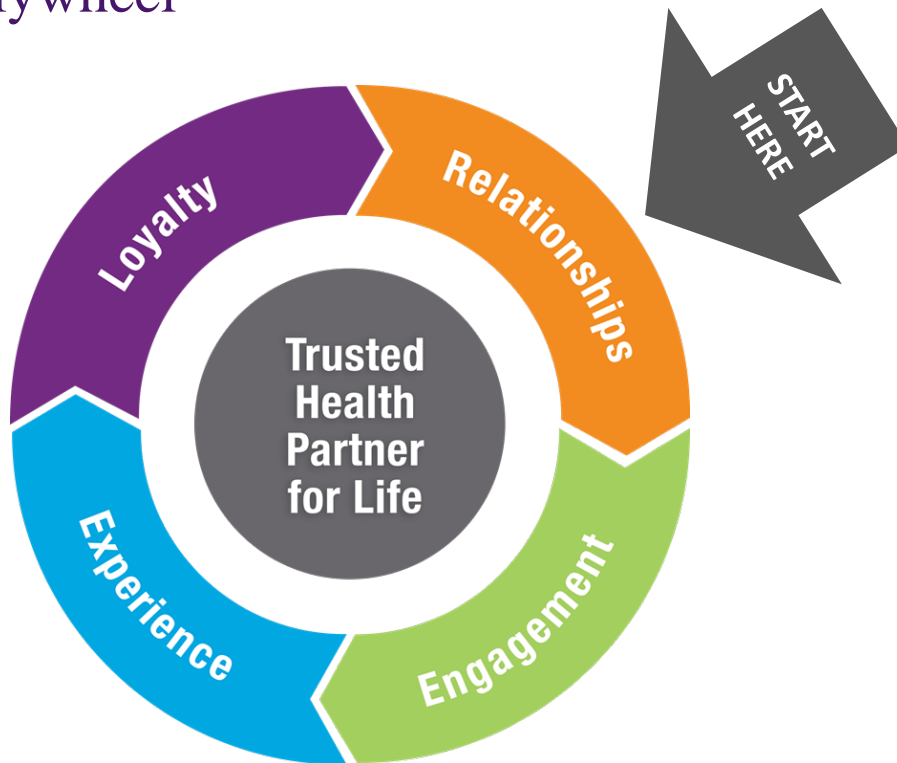 START
HERE
Relationships
Engagement
Experience
Loyalty
Trusted
Health
Partner
for Life